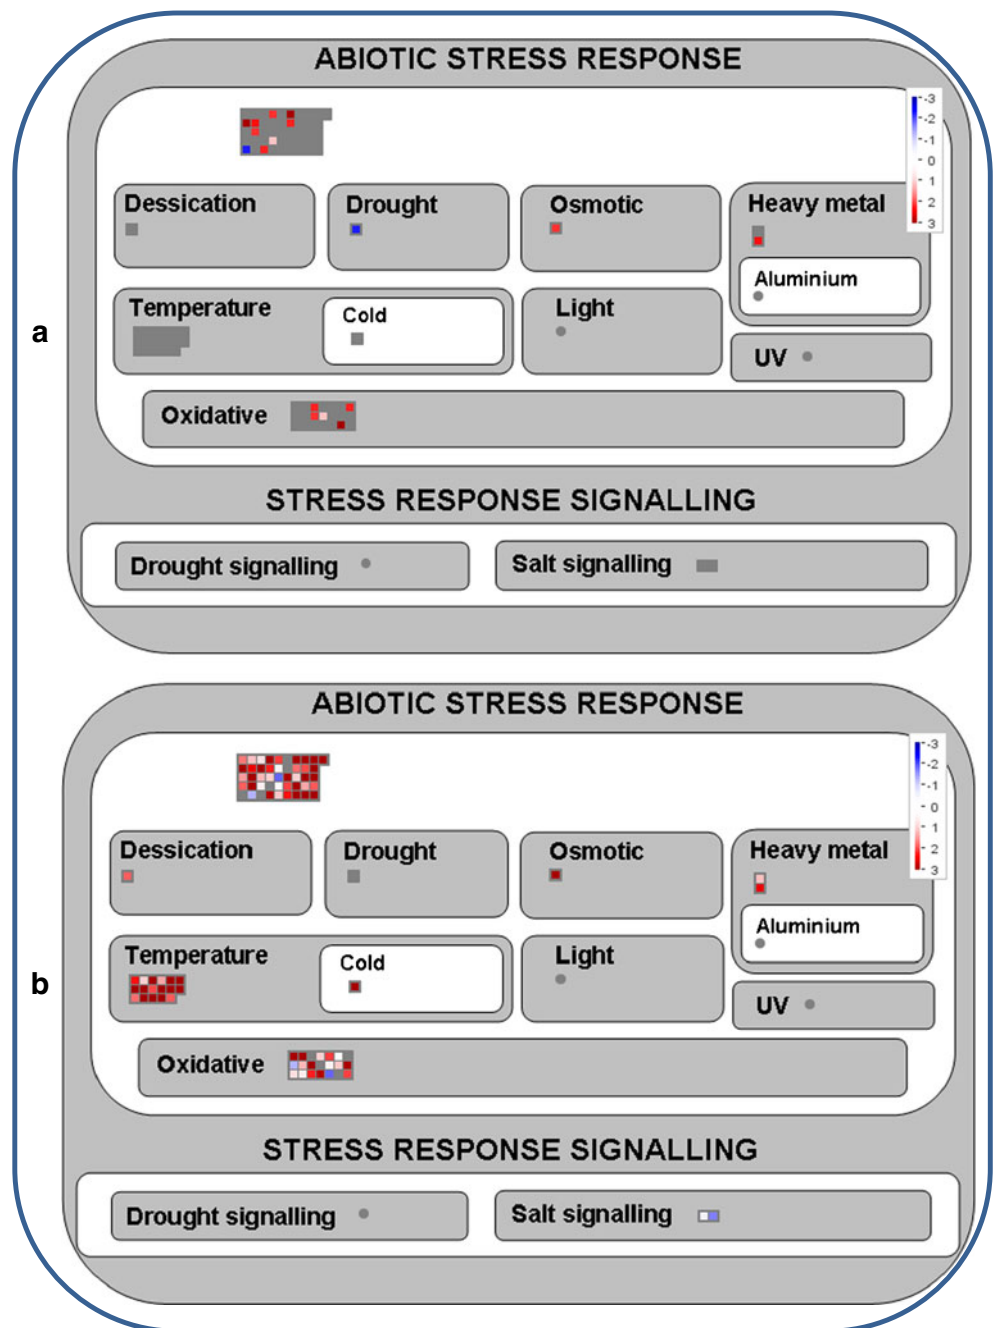 ABIOTIC STRESS RESPONSE
-3
-2
-1
0
1
2
3
Dessication
Drought
Osmotic
Heavy metal
Aluminium
Temperature
Cold
Light
UV
a
Oxidative
STRESS RESPONSE SIGNALLING
Drought signalling
Salt signalling
ABIOTIC STRESS RESPONSE
-3
-2
-1
0
1
2
3
Dessication
Drought
Osmotic
Heavy metal
Aluminium
Temperature
Cold
Light
UV
b
Oxidative
STRESS RESPONSE SIGNALLING
Drought signalling
Salt signalling